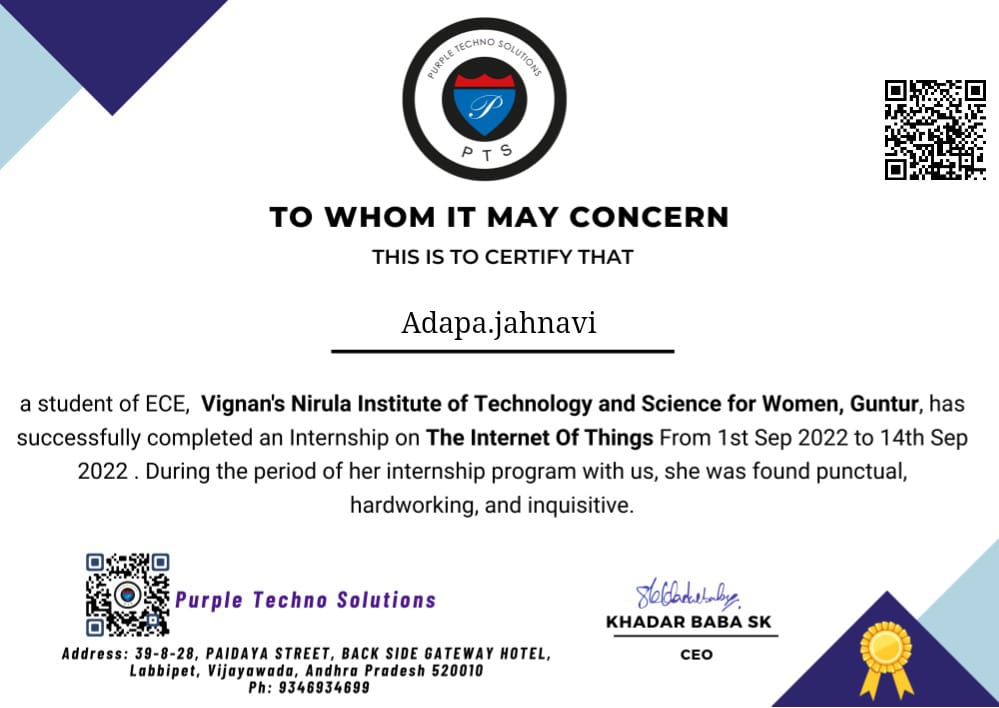 PURPLE TECHNO SOLUTIONS
P
PTS
TO WHOM IT MAY CONCERN
THIS IS TO CERTIFY THAT
Adapa.jahnavi
a student of ECE, Vignan's Nirula Institute of Technology and Science for Women, Guntur, has
successfully completed an Internship on The Internet Of Things From 1st Sep 2022 to 14th Sep
2022 . During the period of her internship program with us, she was found punctual,
hardworking, and inquisitive.
Purple Techno Solutions
Address: 39-8-28, PAIDAYA STREET, BACK SIDE GATEWAY HOTEL,
Labbipet, Vijayawada, Andhra Pradesh 520010
Ph: 9346934699
KHADAR BABA SK
CEO